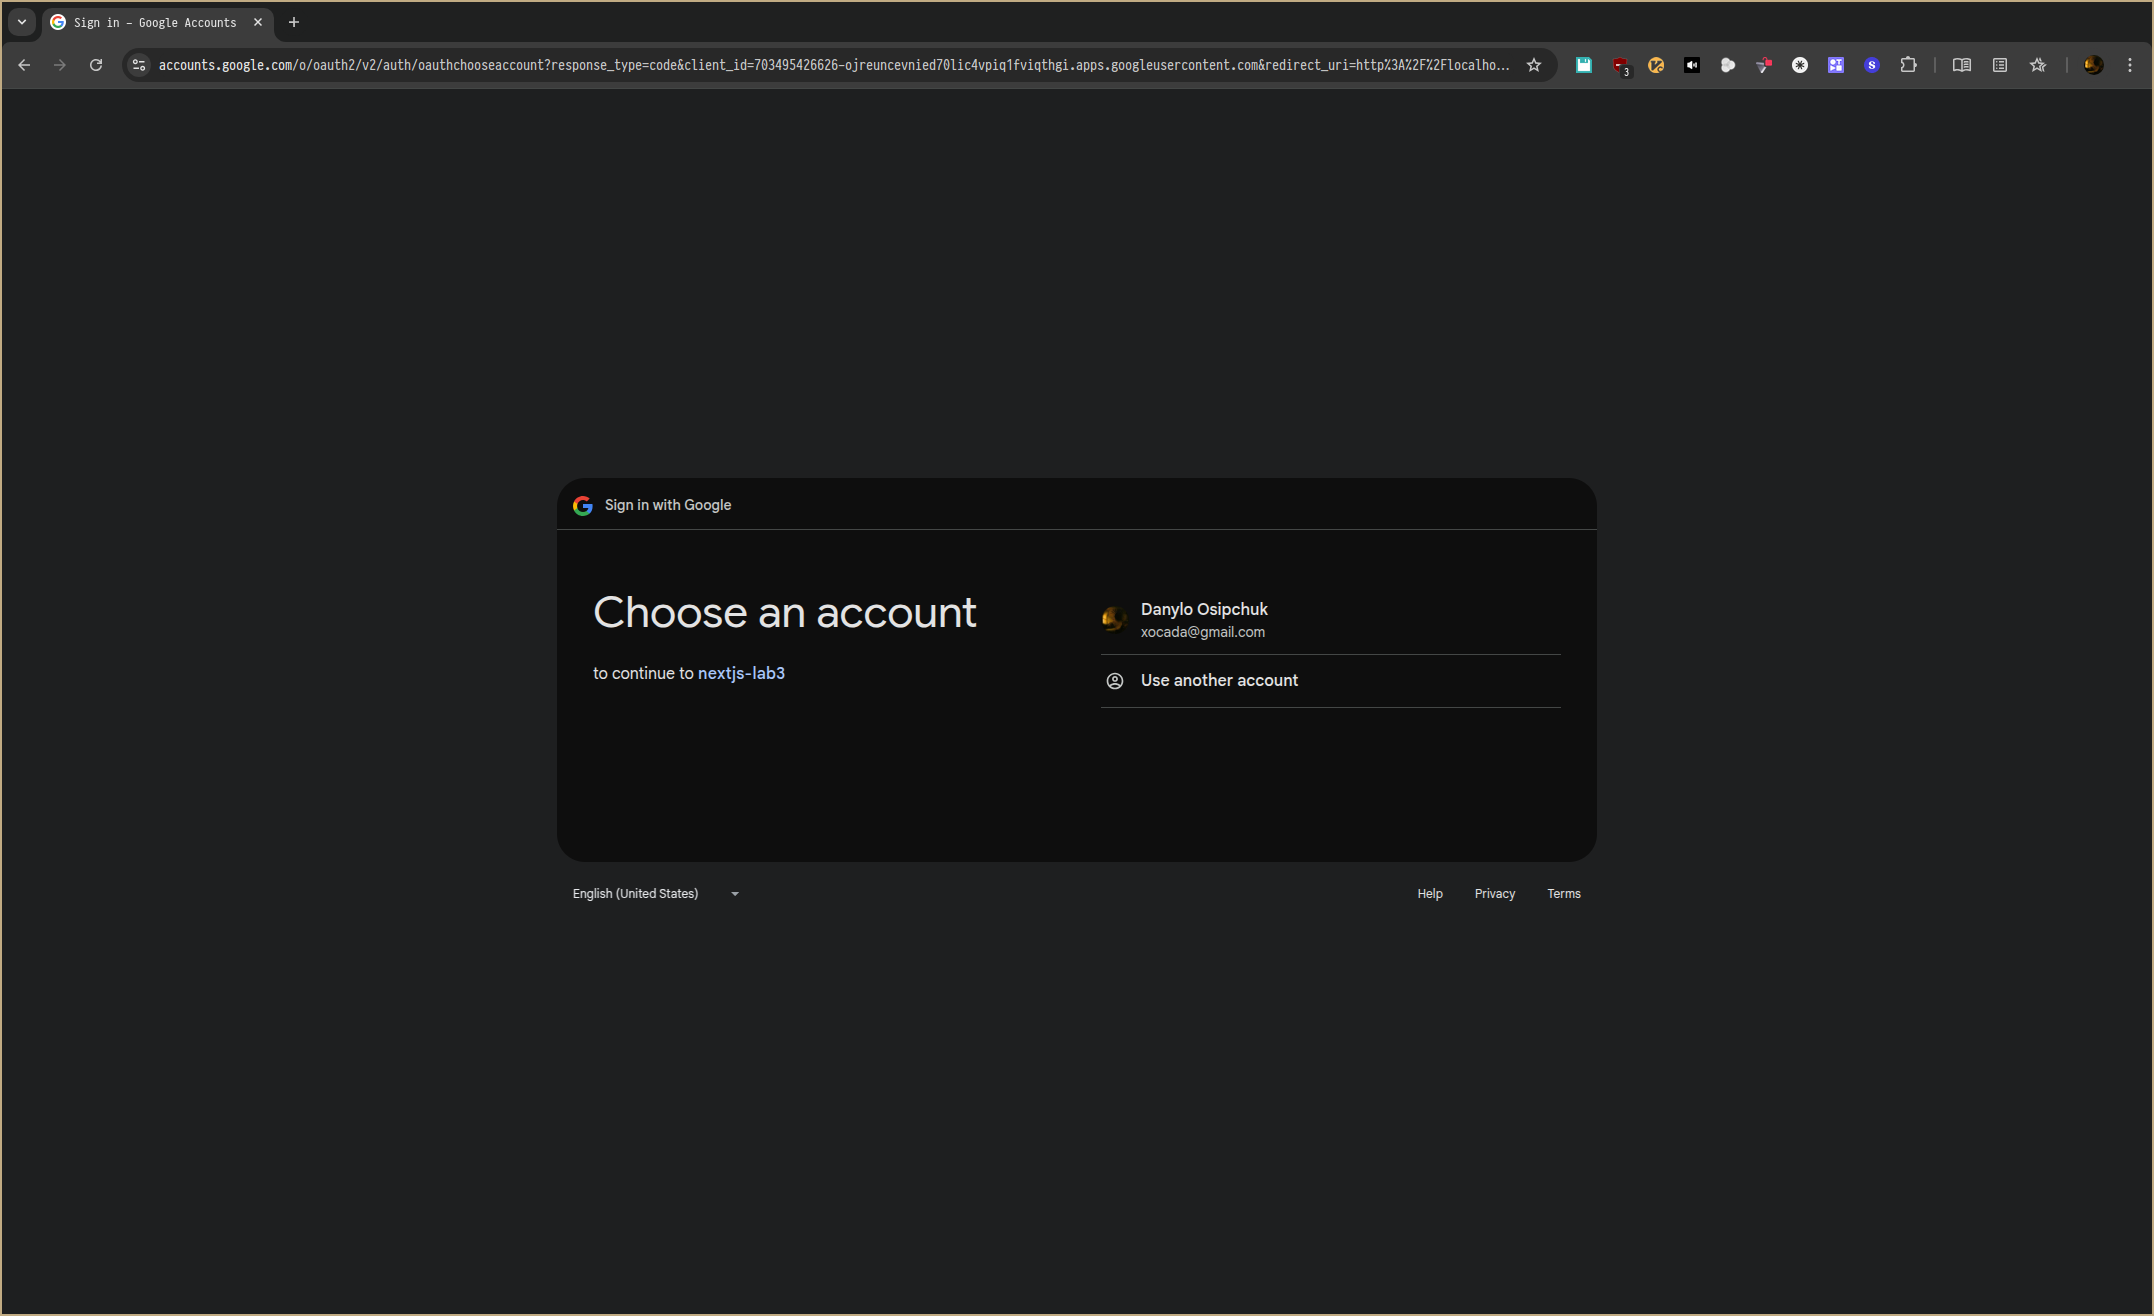 Sign in – Google Accounts
accounts.google.com/o/oauth2/v2/auth/oauthchooseaccount?response_type=code&client_id=703495426626-ojreuncevnied70lic4vpiq1fviqthgi.apps.googleusercontent.com&redirect_uri=http%3A%2F%2Flocalho...
3
S
Sign in with Google
Choose an account
to continue to nextjs-lab3
Danylo Osipchuk
xocada@gmail.com
Use another account
English (United States)
Help Privacy Terms